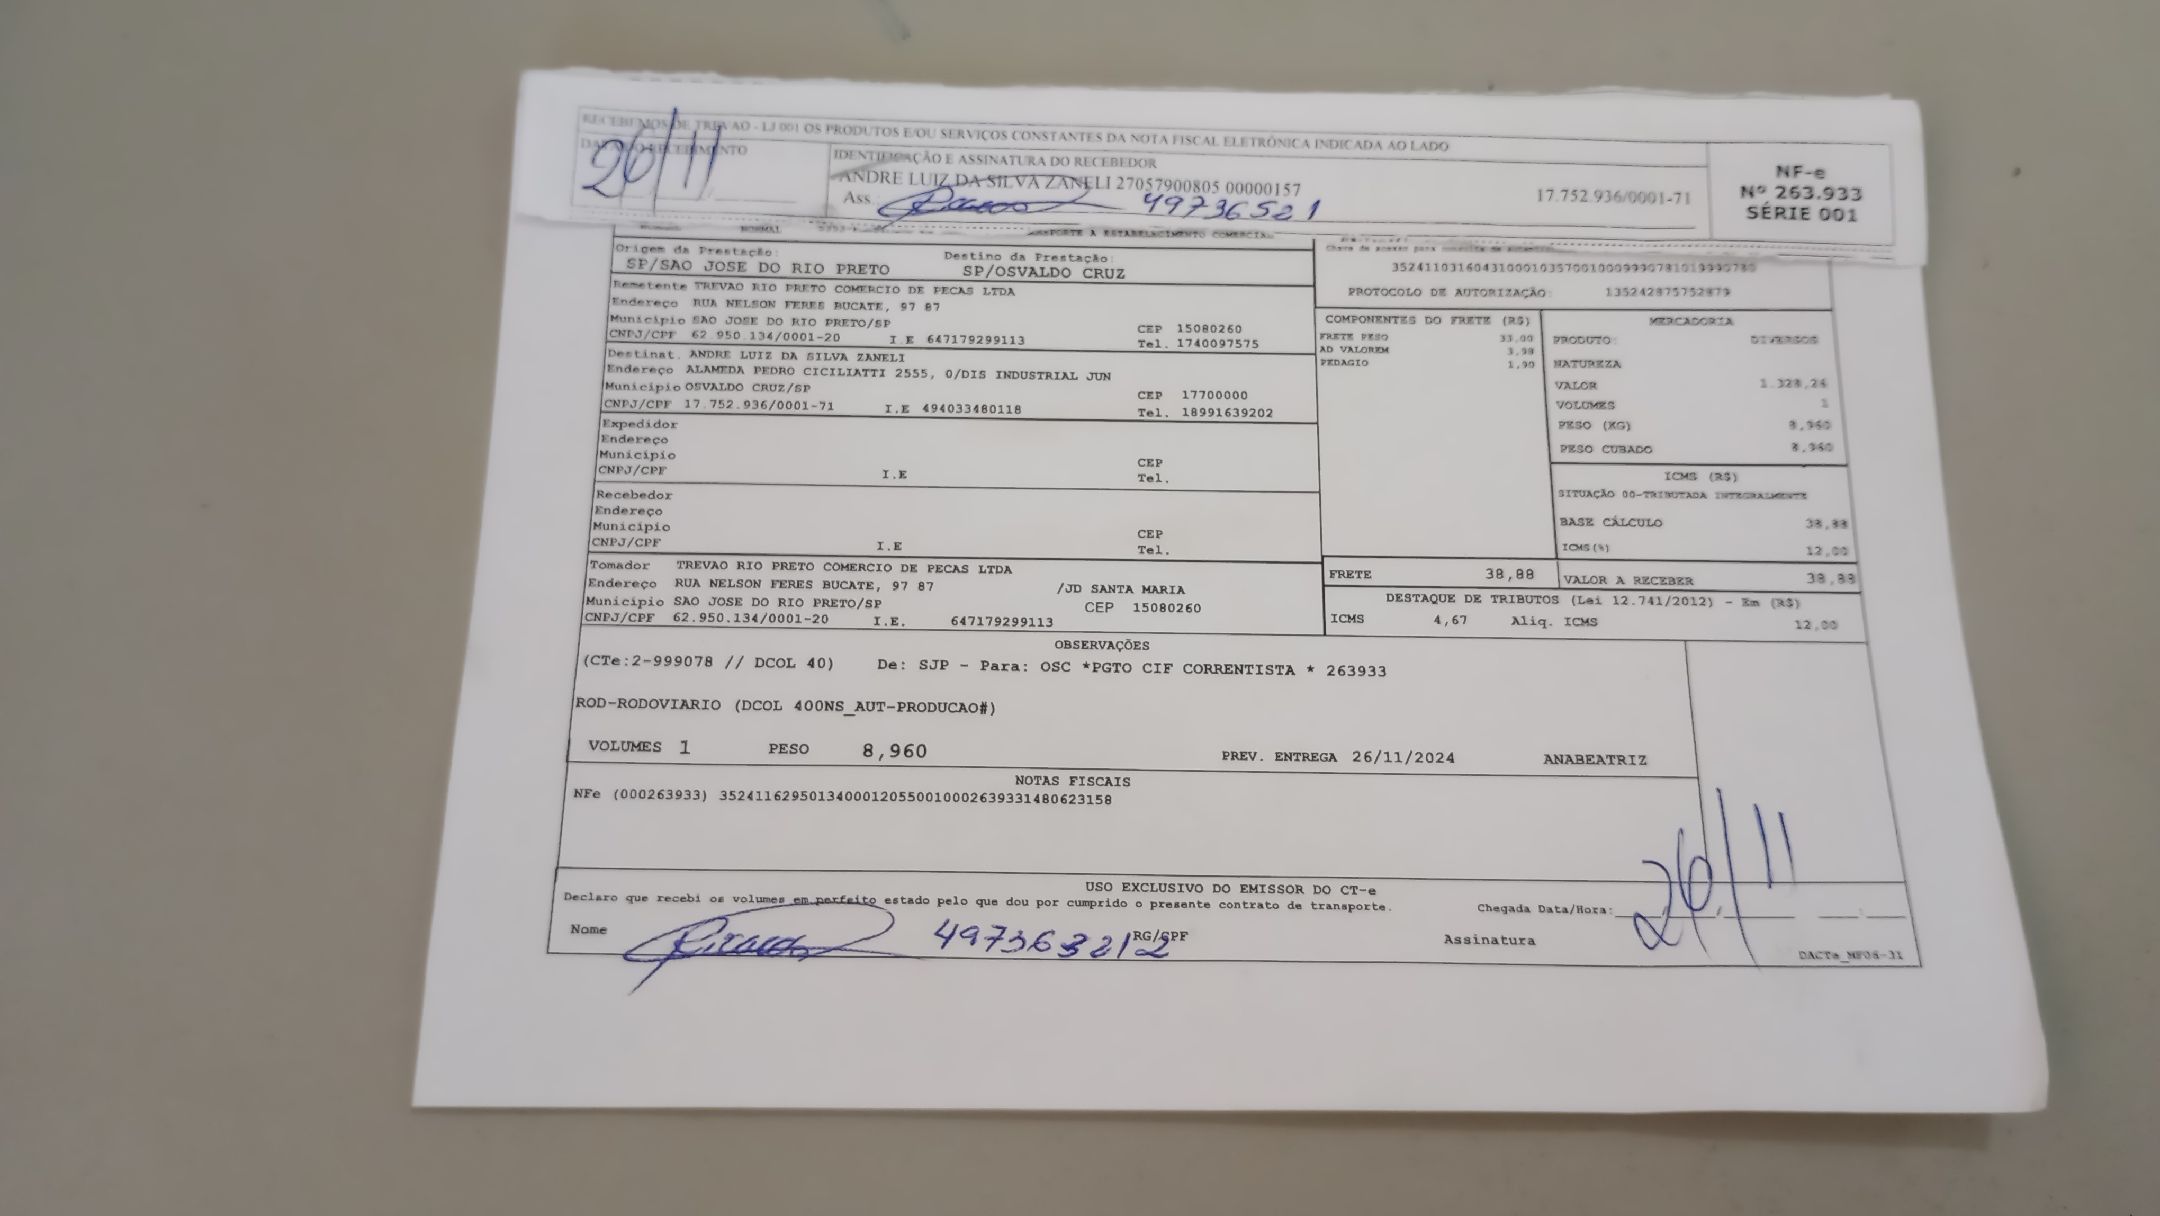 RECEBEMOS DE TREVAO - LJ 001 OS PRODUTOS E/OU SERVIÇOS CONSTANTES DA NOTA FISCAL ELETRÔNICA INDICADA AO LADO
26/11
IDENTIFICAÇÃO E ASSINATURA DO RECEBEDOR
ANDRE LUIZ DA SILVA ZANELI 27057900805 00000157
17.752.936/0001-71
Ass. 49736521
NF-e
Nº 263.933
SÉRIE 001
NORMAL
Origem da Prestação:
SP/SAO JOSE DO RIO PRETO
Destino da Prestação:
SP/OSVALDO CRUZ
PROTOCOLO DE AUTORIZAÇÃO: 135242875752879
Remetente TREVAO RIO PRETO COMERCIO DE PECAS LTDA
Endereço RUA NELSON FERES BUCATE, 97 87
Município SAO JOSE DO RIO PRETO/SP CEP 15080260
CNPJ/CPF 62 950 134/0001-20 I.E 647179299113 Tel. 1740097575
Destinat. ANDRE LUIZ DA SILVA ZANELI
Endereço ALAMEDA PEDRO CICILIATTI 2555, 0/DIS INDUSTRIAL JUN
Município OSVALDO CRUZ/SP CEP 17700000
CNPJ/CPF 17 752.936/0001-71 I.E 494033480118 Tel. 18991639202
Expedidor
Endereço
Município CEP
CNPJ/CPF I.E Tel.
Recebedor
Endereço
Município CEP
CNPJ/CPF I.E Tel.
Tomador TREVAO RIO PRETO COMERCIO DE PECAS LTDA
Endereço RUA NELSON FERES BUCATE, 97 87 /JD SANTA MARIA
Município SAO JOSE DO RIO PRETO/SP CEP 15080260
CNPJ/CPF 62.950.134/0001-20 I.E. 647179299113
COMPONENTES DO FRETE (R$)
FRETE PESO 33,00
AD VALOREM 3,98
PEDAGIO 1,90
MERCADORIA
PRODUTO: DIVERSOS
NATUREZA
VALOR 1.328,26
VOLUMES 1
PESO (KG) 8,960
PESO CUBADO 8,960
ICMS (R$)
SITUAÇÃO 00-TRIBUTADA INTEGRALMENTE
BASE CÁLCULO 38,88
ICMS(%) 12,00
FRETE 38,88
VALOR A RECEBER 38,88
DESTAQUE DE TRIBUTOS (Lei 12.741/2012) - Em (R$)
ICMS 4,67 Aliq. ICMS 12,00
OBSERVAÇÕES
(CTe:2-999078 // DCOL 40) De: SJP - Para: OSC *PGTO CIF CORRENTISTA * 263933
ROD-RODOVIARIO (DCOL 400NS_AUT-PRODUCAO#)
VOLUMES 1 PESO 8,960 PREV. ENTREGA 26/11/2024 ANABEATRIZ
NOTAS FISCAIS
NFe (000263933) 35241162950134000120550010002639331480623158
USO EXCLUSIVO DO EMISSOR DO CT-e
Declaro que recebi os volumes em perfeito estado pelo que dou por cumprido o presente contrato de transporte.
Chegada Data/Hora: 26/11
Nome RG/CPF Assinatura